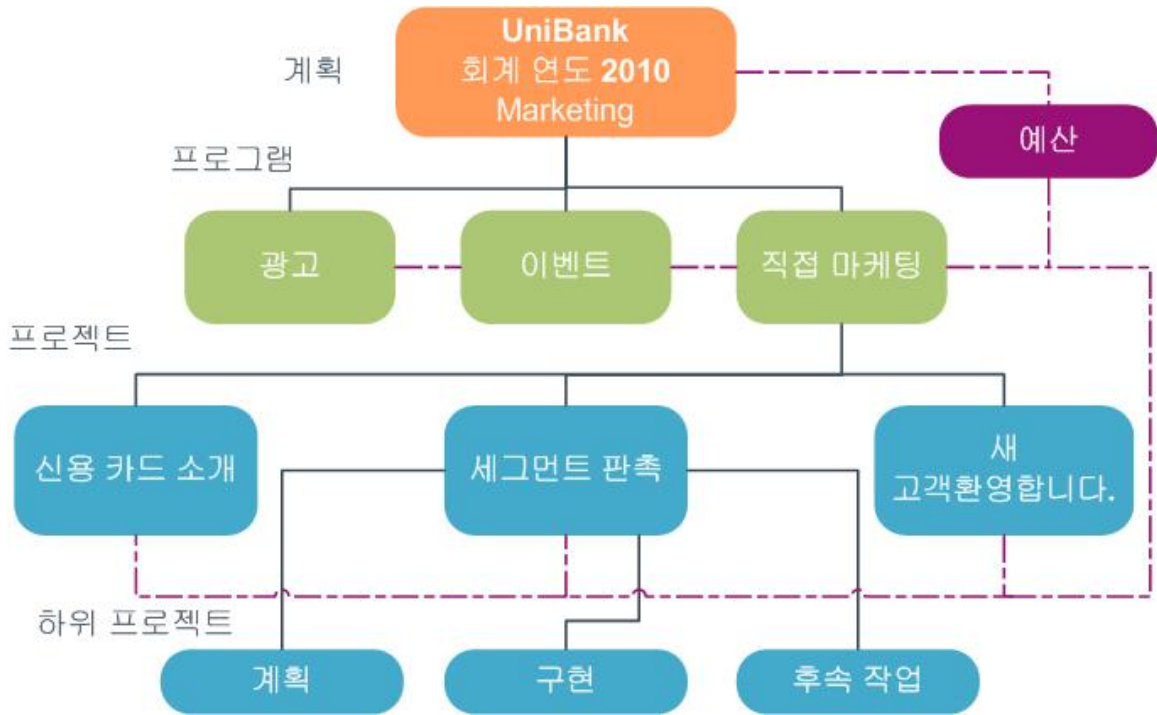 UniBank
계획
회계 연도 2010
Marketing
예산
프로그램
광고
이벤트
직접 마케팅
프로젝트
신용 카드 소개
세그먼트 판촉
새
고객환영합니다.
하위 프로젝트
계획
구현
후속 작업